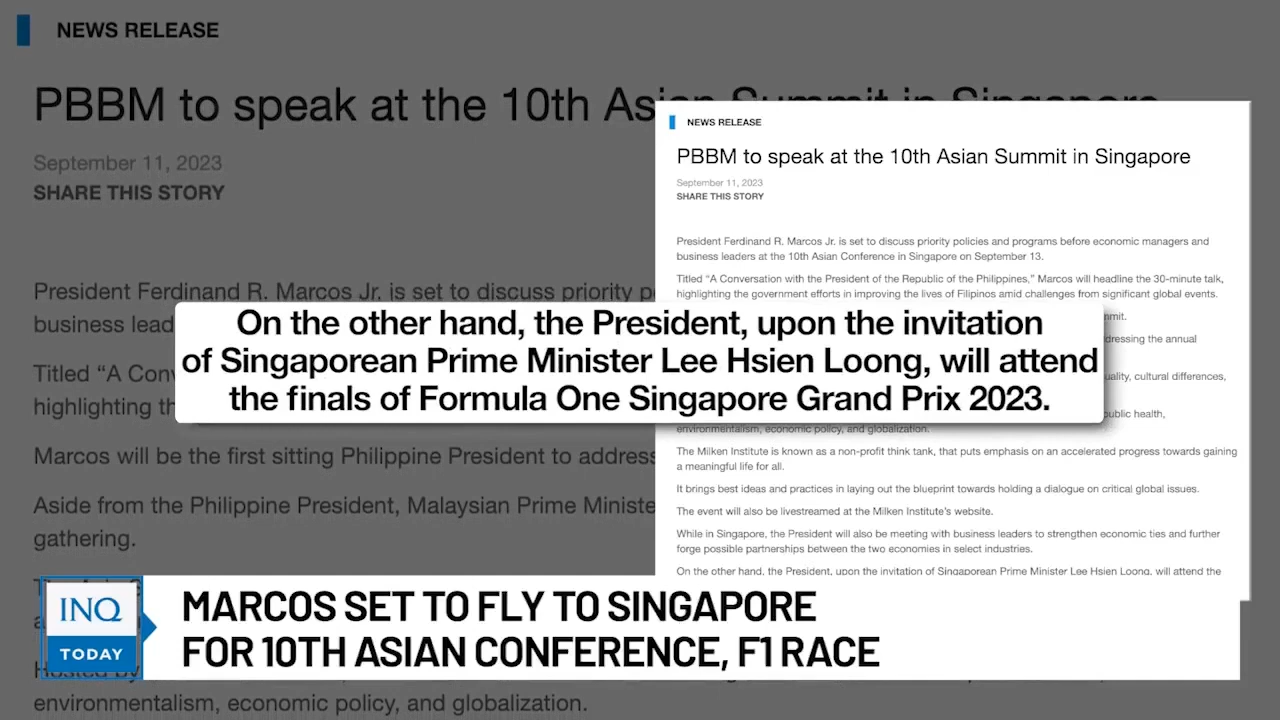 NEWS RELEASE
PBBM to speak at the 10th Asian Summit in Singapore
September 11, 2023
SHARE THIS STORY
President Ferdinand R. Marcos Jr. is set to discuss priority
business lead
Titled “A Con
highlighting th
Marcos will be the first sitting Philippine President to address
Aside from the Philippine President, Malaysian Prime Ministe
gathering.
Hosted by
environmentalism, economic policy, and globalization.
NEWS RELEASE
PBBM to speak at the 10th Asian Summit in Singapore
September 11, 2023
SHARE THIS STORY
President Ferdinand R. Marcos Jr. is set to discuss priority policies and programs before economic managers and
business leaders at the 10th Asian Conference in Singapore on September 13.
Titled “A Conversation with the President of the Republic of the Philippines,” Marcos will headline the 30-minute talk,
highlighting the government efforts in improving the lives of Filipinos amid challenges from significant global events.
mmit.
dressing the annual
uality, cultural differences,
public health,
environmentalism, economic policy, and globalization.
The Milken Institute is known as a non-profit think tank, that puts emphasis on an accelerated progress towards gaining
a meaningful life for all.
It brings best ideas and practices in laying out the blueprint towards holding a dialogue on critical global issues.
The event will also be livestreamed at the Milken Institute’s website.
While in Singapore, the President will also be meeting with business leaders to strengthen economic ties and further
forge possible partnerships between the two economies in select industries.
On the other hand, the President, upon the invitation of Singaporean Prime Minister Lee Hsien Loong, will attend the
On the other hand, the President, upon the invitation
of Singaporean Prime Minister Lee Hsien Loong, will attend
the finals of Formula One Singapore Grand Prix 2023.
INQ
TODAY
MARCOS SET TO FLY TO SINGAPORE
FOR 10TH ASIAN CONFERENCE, F1 RACE